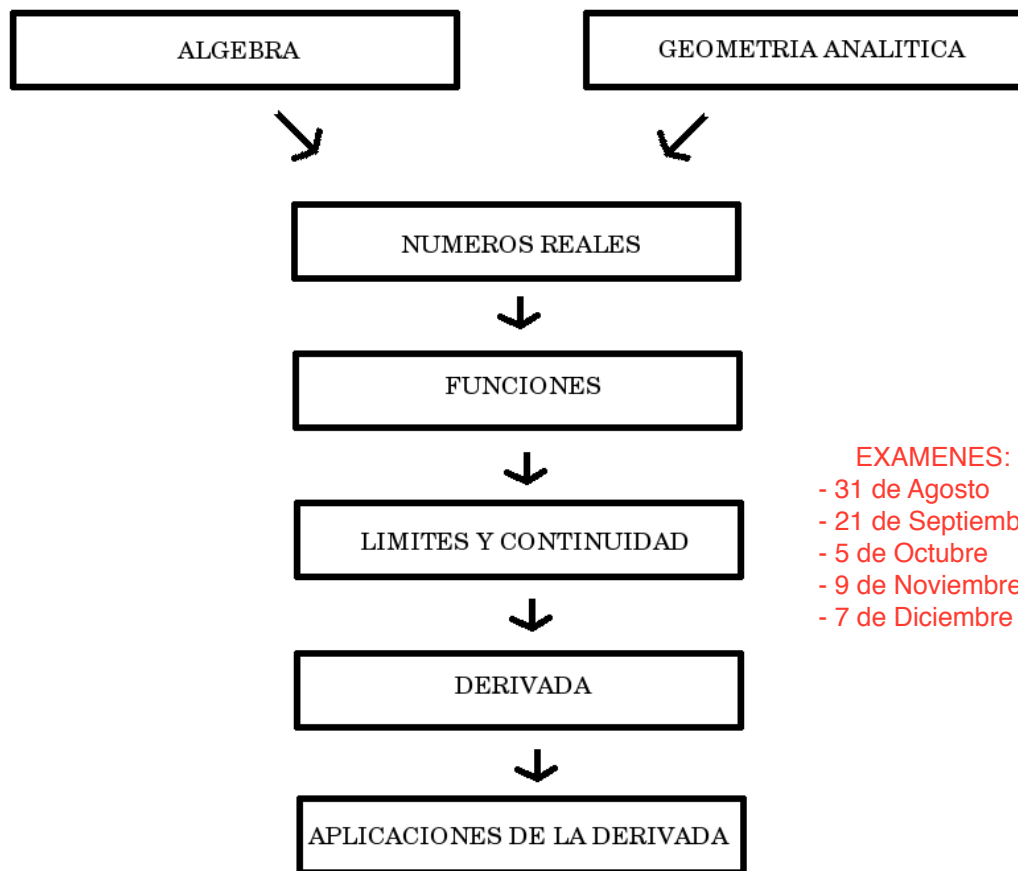 ALGEBRA
GEOMETRIA ANALITICA
NUMEROS REALES
FUNCIONES
LIMITES Y CONTINUIDAD
DERIVADA
APLICACIONES DE LA DERIVADA
EXAMENES:
- 31 de Agosto
- 21 de Septiemb
- 5 de Octubre
- 9 de Noviembre
- 7 de Diciembre